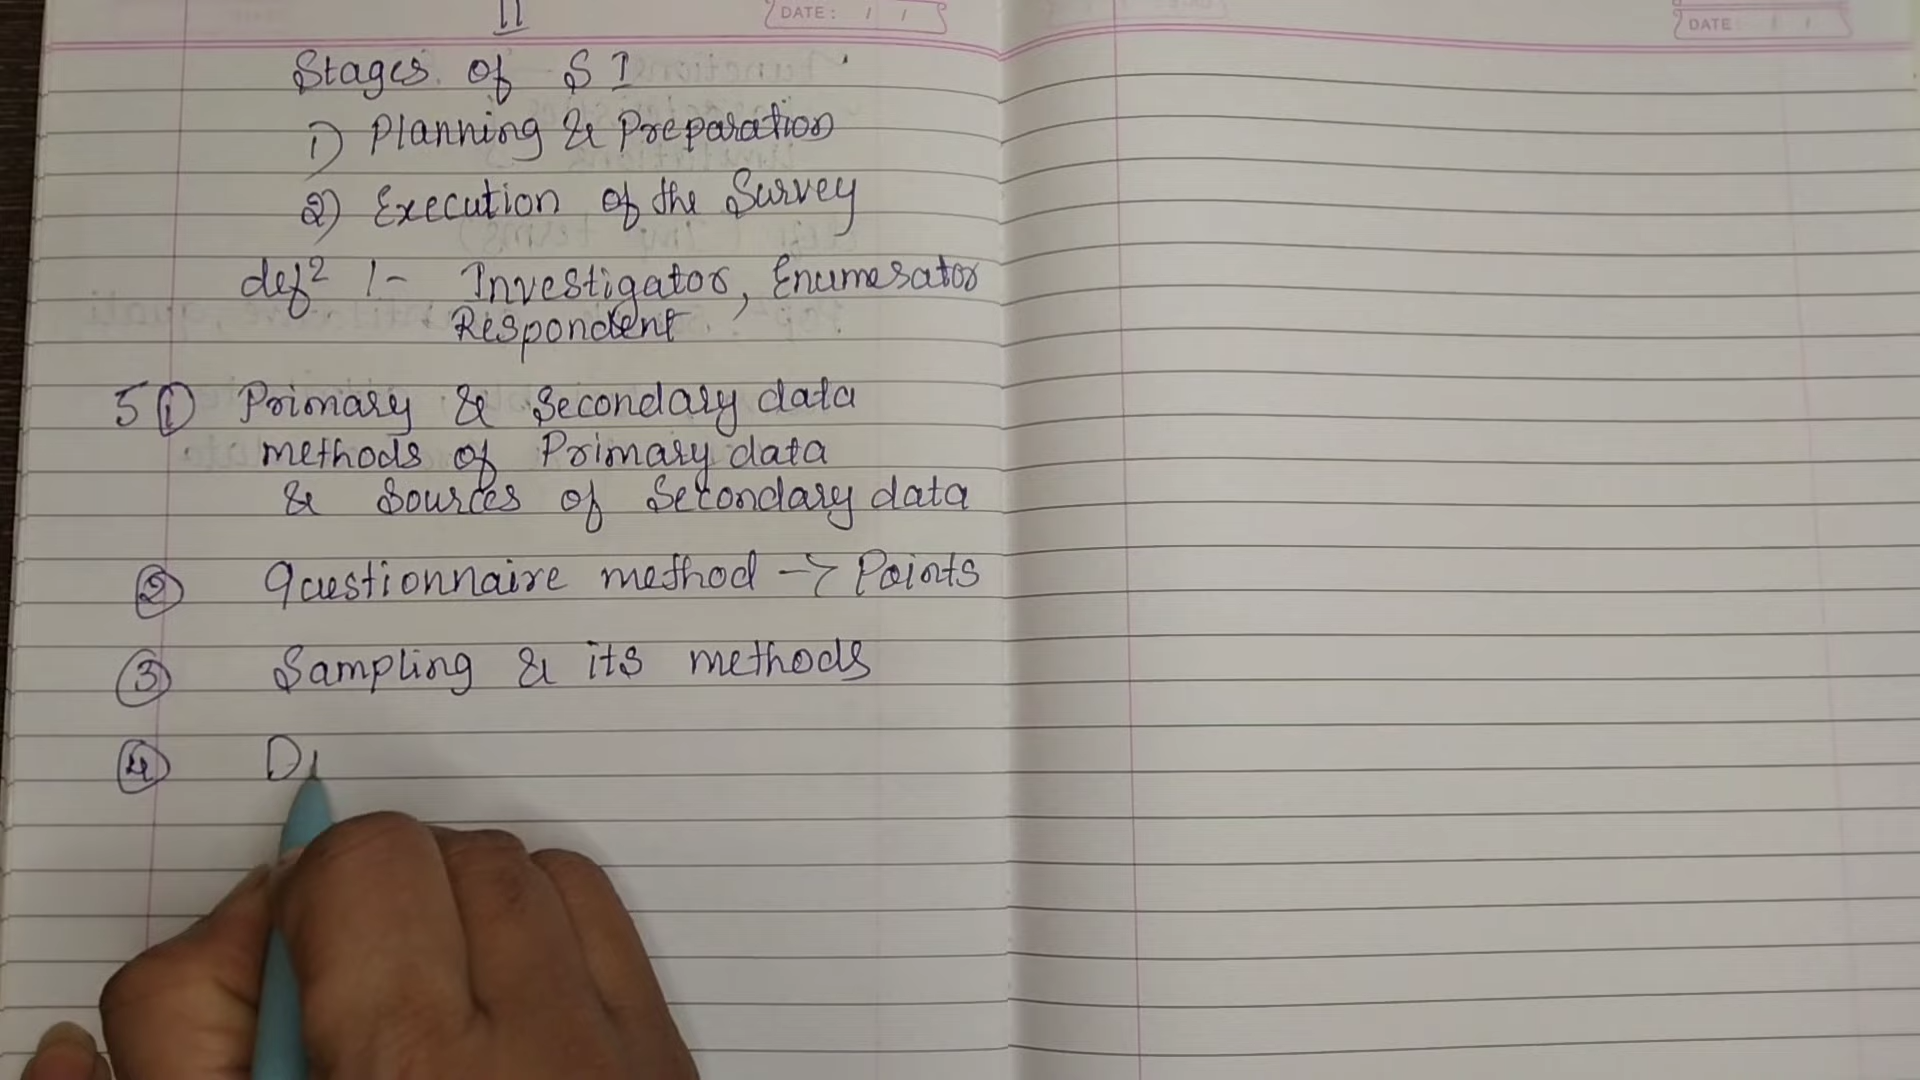 II
DATE: / /
DATE: / /
Stages of S I
1) Planning & Preparation
2) Execution of the Survey
def2 :- Investigator, Enumerator
Respondent
5 ① Primary & Secondary data
methods of Primary data
& Sources of Secondary data
② Questionnaire method → Points
③ Sampling & its methods
④ D